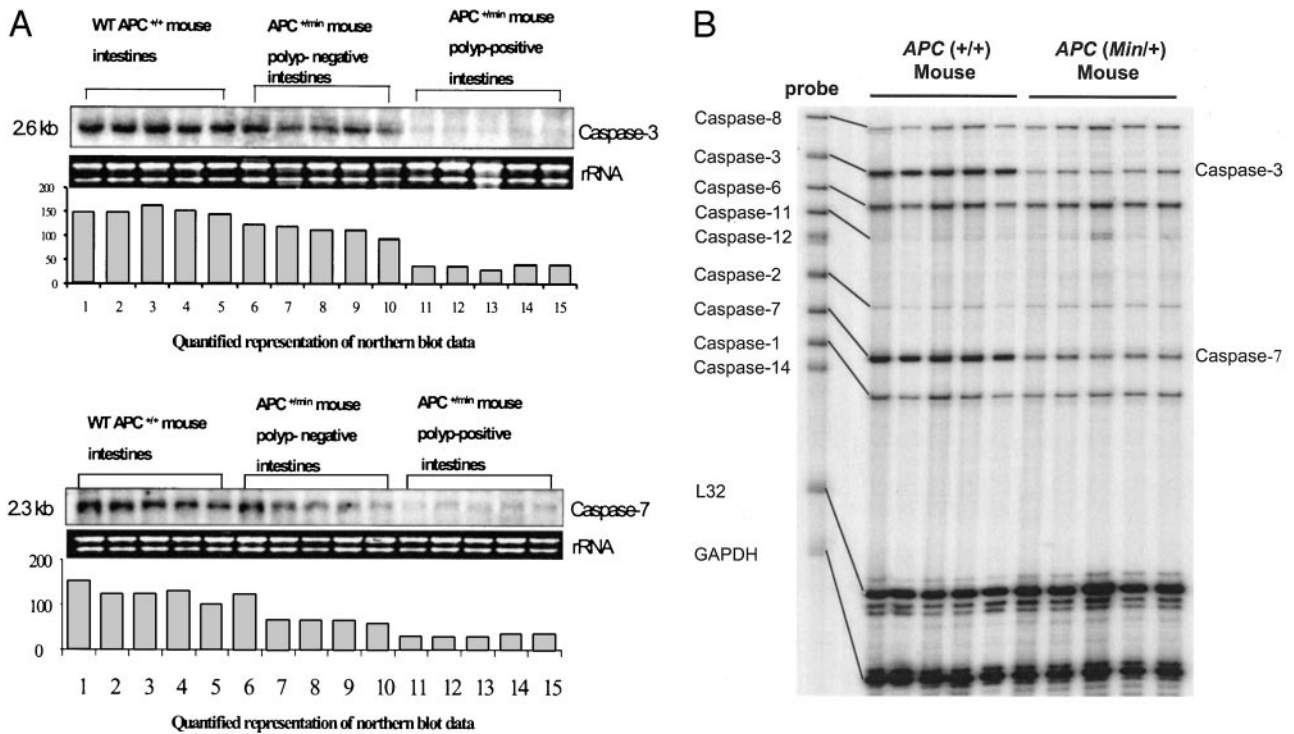 A
WT APC +/+ mouse
intestines
APC +/min mouse
polyp- negative
intestines
APC +/min mouse
polyp-positive
intestines
2.6 kb
Caspase-3
rRNA
200
150
100
50
0
1 2 3 4 5 6 7 8 9 10 11 12 13 14 15
Quantified representation of northern blot data
WT APC +/+ mouse
intestines
APC +/min mouse
polyp- negative
intestines
APC +/min mouse
polyp-positive
intestines
2.3 kb
Caspase-7
rRNA
200
100
0
1 2 3 4 5 6 7 8 9 10 11 12 13 14 15
Quantified representation of northern blot data
B
APC (+/+)
Mouse
APC (Min/+)
Mouse
probe
Caspase-8
Caspase-3
Caspase-6
Caspase-11
Caspase-12
Caspase-2
Caspase-7
Caspase-1
Caspase-14
L32
GAPDH
Caspase-3
Caspase-7